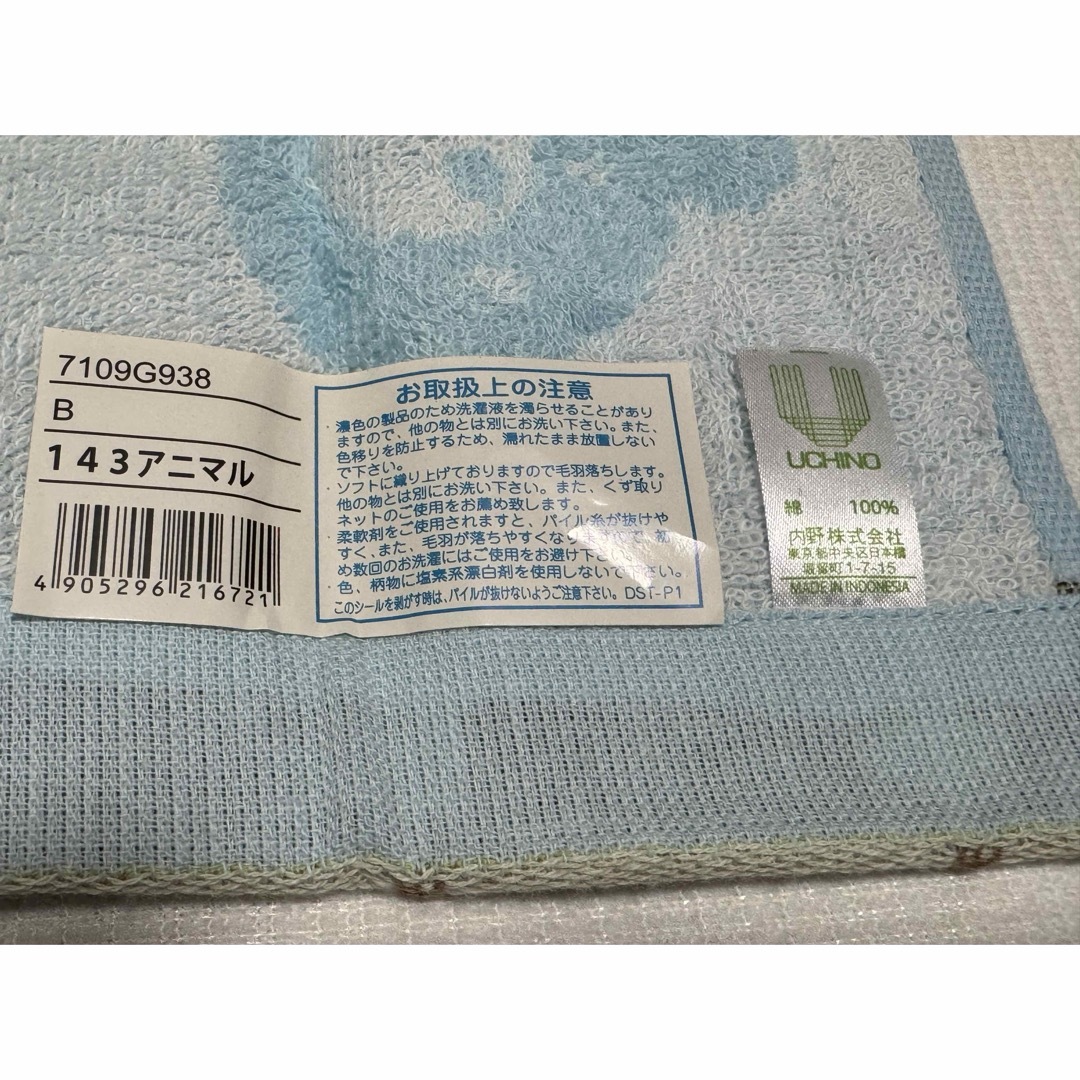 7109G938
B
143アニマル
4 905296 216721
お取扱上の注意
・濃色の製品のため洗濯液を濁らせることがあり
ますので、他の物とは別にお洗い下さい。また、
色移りを防止するため、濡れたまま放置しない
で下さい。
・ソフトに織り上げておりますので毛羽落ちします。
他の物とは別にお洗い下さい。また、くず取り
ネットのご使用をお薦め致します。
・柔軟剤をご使用されますと、パイル糸が抜けや
すく、また、毛羽が落ちやすくなりますので、初
め数回のお洗濯にはご使用をお避け下さい。
・色、柄物に塩素系漂白剤を使用しないで下さい。
このシールを剥がす時は、パイルが抜けないようご注意下さい。 DST-P1
UCHINO
綿 100%
内野株式会社
東京都中央区日本橋
堀留町1-7-15
MADE IN INDONESIA